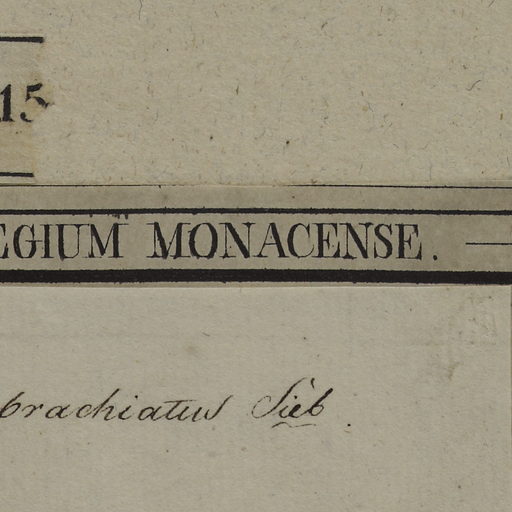 15
EGIUM MONACENSE.
brachiatus Sieb.